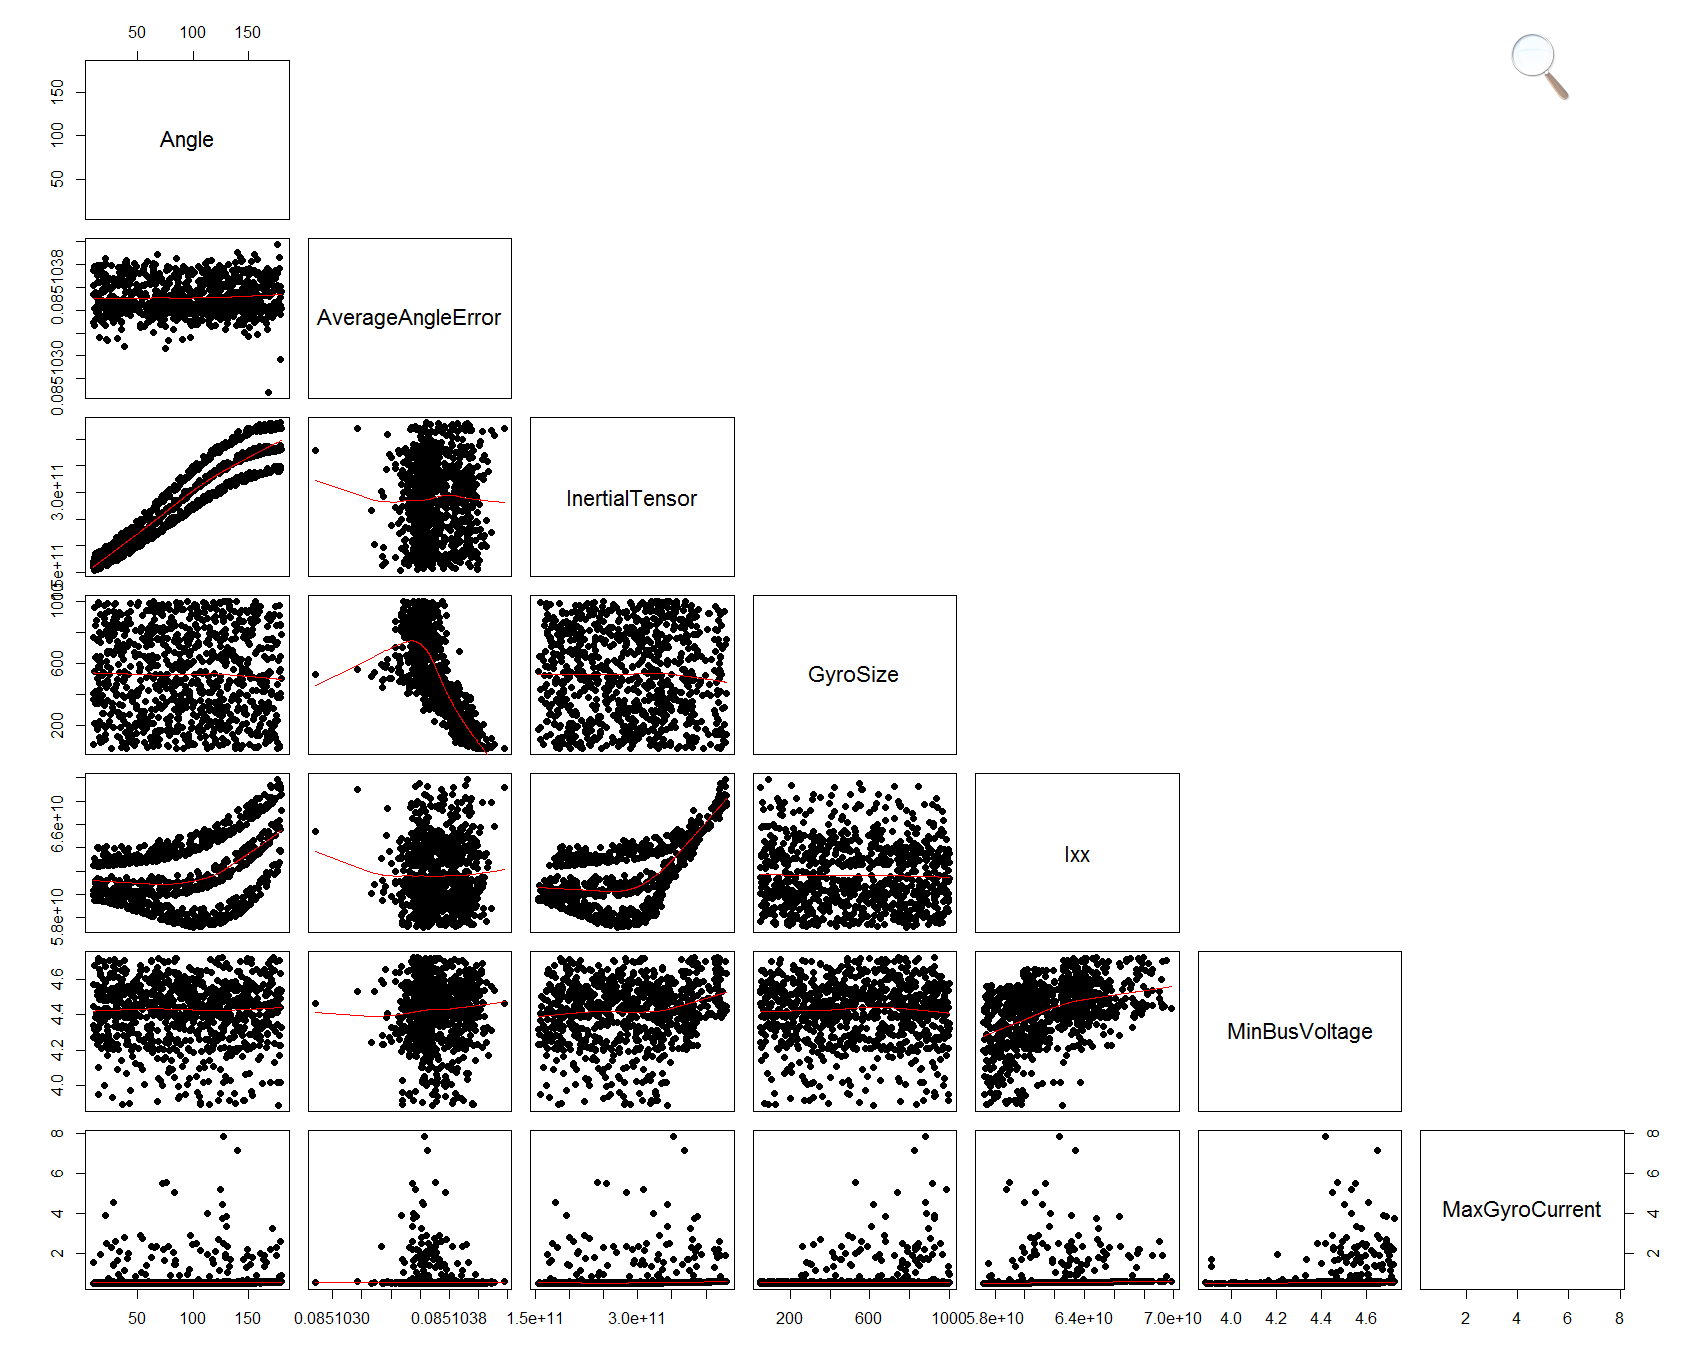 50 100 150
50 100 150
Angle
0.0851030 0.0851038
AverageAngleError
1.5e+11 3.0e+11
InertialTensor
200 600 1000
GyroSize
5.8e+10 6.6e+10
Ixx
4.0 4.2 4.4 4.6
MinBusVoltage
2 4 6 8
MaxGyroCurrent
2 4 6 8
50 100 150
0.0851030 0.0851038
1.5e+11 3.0e+11
200 600 1000
5.8e+10 6.4e+10 7.0e+10
4.0 4.2 4.4 4.6
2 4 6 8